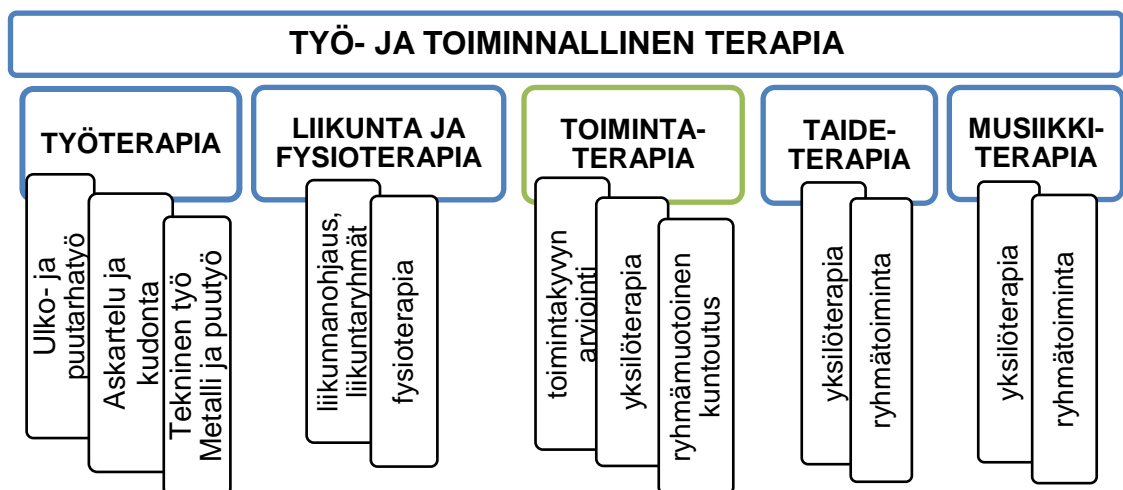 TYÖ- JA TOIMINNALLINEN TERAPIA
TYÖTERAPIA
Ulko- ja
puutarhatyö
Askartelu ja
kudonta
Tekninen työ
Metalli ja puutyö
LIIKUNTA JA
FYSIOTERAPIA
liikunnanohjaus,
liikuntaryhmät
fysioterapia
TOIMINTA-
TERAPIA
toimintakyvyn
arviointi
yksilöterapia
ryhmämuotoinen
kuntoutus
TAIDE-
TERAPIA
yksilöterapia
ryhmätoiminta
MUSIIKKI-
TERAPIA
yksilöterapia
ryhmätoiminta